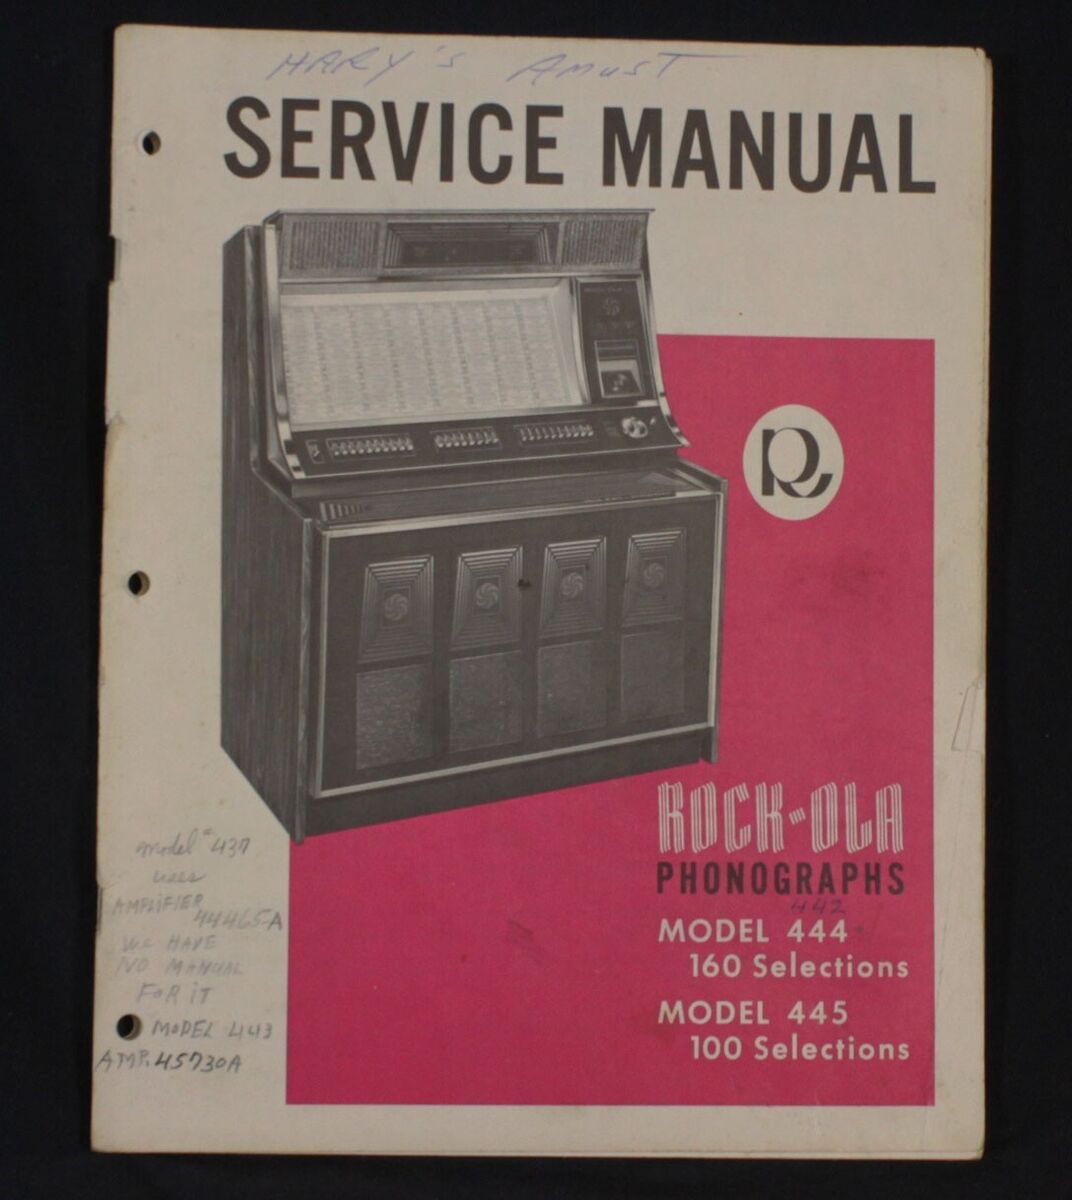 HARY'S AMUST
SERVICE MANUAL
R
ROCK-OLA
PHONOGRAPHS
442
MODEL 444
160 Selections
MODEL 445
100 Selections
model # 437
uses
AMPLIFIER
44465-A
WE HAVE
NO MANUAL
FOR iT
MODEL 443
AMP. 45730A